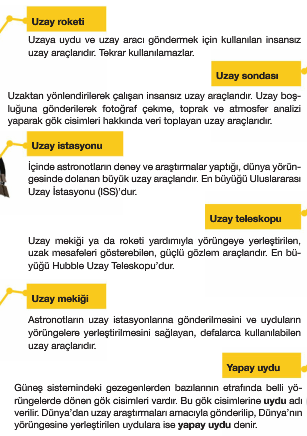 Uzay roketi
Uzaya uydu ve uzay aracı göndermek için kullanılan insansız
uzay araçlarıdır. Tekrar kullanılamazlar.
Uzay sondası
Uzaktan yönlendirilerek çalışan insansız uzay araçlarıdır. Uzay boş-
luğuna gönderilerek fotoğraf çekme, toprak ve atmosfer analizi
yaparak gök cisimleri hakkında veri toplayan uzay araçlarıdır.
Uzay istasyonu
İçinde astronotların deney ve araştırmalar yaptığı, dünya yörün-
gesinde dolanan büyük uzay araçlarıdır. En büyüğü Uluslararası
Uzay İstasyonu (ISS)'dur.
Uzay teleskopu
Uzay mekiği ya da roketi yardımıyla yörüngeye yerleştirilen,
uzak mesafeleri gösterebilen, güçlü gözlem araçlarıdır. En bü-
yüğü Hubble Uzay Teleskopu'dur.
Uzay mekiği
Astronotların uzay istasyonlarına gönderilmesini ve uyduların
yörüngelere yerleştirilmesini sağlayan, defalarca kullanılabilen
uzay araçlarıdır.
Yapay uydu
Güneş sistemindeki gezegenlerden bazılarının etrafında belli yö-
rüngelerde dönen gök cisimleri vardır. Bu gök cisimlerine uydu adı
verilir. Dünya'dan uzay araştırmaları amacıyla gönderilip, Dünya'nın
yörüngesine yerleştirilen uydulara ise yapay uydu denir.